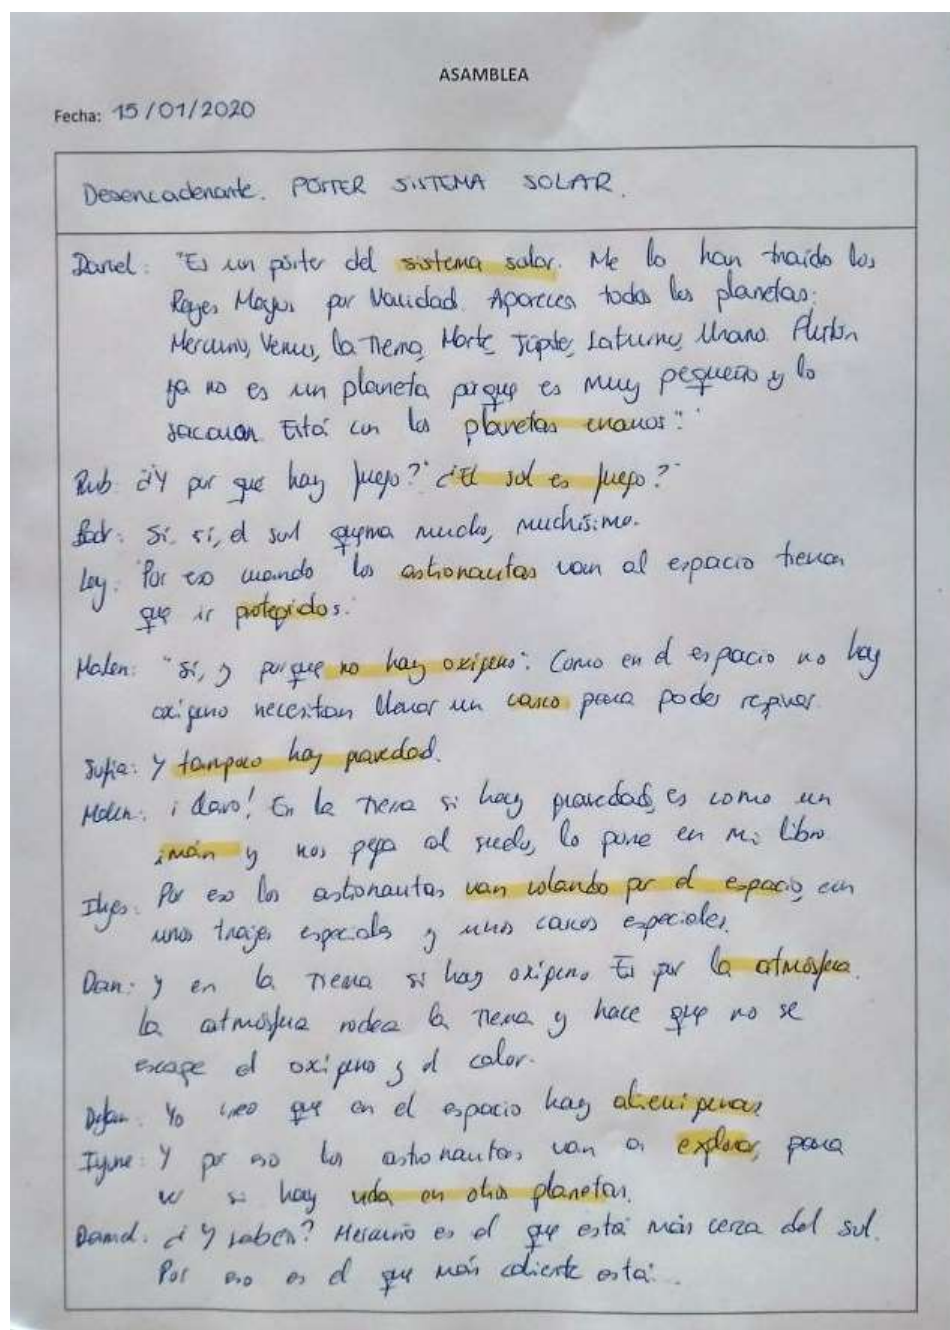 ASAMBLEA
Fecha: 15/01/2020
Desencadenante. PÓSTER SISTEMA SOLAR.
Daniel: "Es un póster del sistema solar. Me lo han traído los
Reyes Magos por Navidad. Aparecen todos los planetas:
Mercurio, Venus, la Tierra, Marte, Júpiter, Saturno, Urano. Plutón
ya no es un planeta porque es muy pequeño y lo
sacaron. Está con los planetas enanos".
Rub: ¿Y por que hay fuego? ¿El sol es fuego?
Sí, sí, el sol quema mucho, muchísimo.
Ley: Por eso cuando los astronautas van al espacio tienen
que ir protegidos.
Malen: "Sí, y porque no hay oxígeno". Como en el espacio no hay
oxígeno necesitan llevar un casco para poder respirar.
Sofia: Y tampoco hay gravedad.
Malen: ¡Claro! En la Tierra si hay gravedad, es como un
imán y nos pega al suelo, lo pone en mi libro
Por eso los astronautas van volando por el espacio, con
unos trajes especiales y unos cascos especiales.
Dan: Y en la Tierra si hay oxígeno Es por la atmósfera.
La atmósfera rodea la Tierra y hace que no se
escape el oxígeno y el calor.
Yo creo que en el espacio hay alienígenas
Y por eso los astronautas van a explorar, para
ver si hay vida en otros planetas.
¿Y saben? Mercurio es el que está más cerca del sol.
Por eso es el que más caliente está.